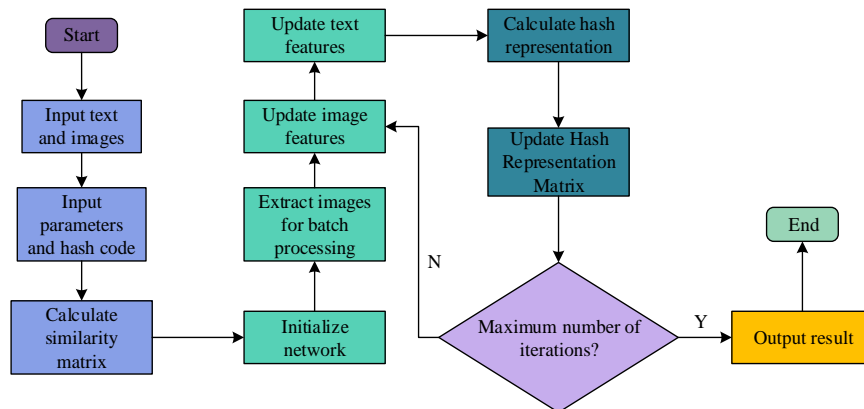 Start
Input text
and images
Input
parameters
and hash code
Calculate
similarity
matrix
Initialize
network
Extract images
for batch
processing
Update image
features
Update text
features
Calculate hash
representation
Update Hash
Representation
Matrix
Maximum number of
iterations?
N
Y
Output result
End